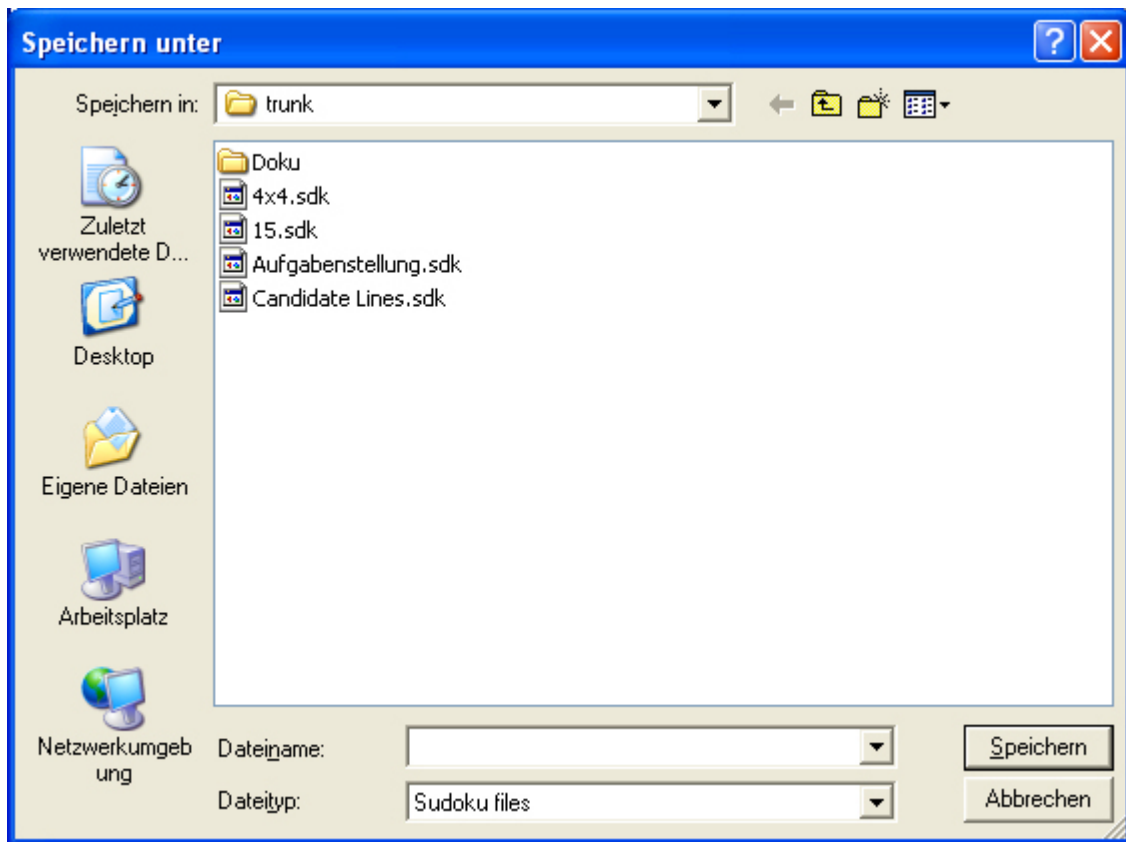 Speichern unter
Speichern in:
trunk
Zuletzt
verwendete D...
Desktop
Eigene Dateien
Arbeitsplatz
Netzwerkumgeb
ung
Doku
4x4.sdk
15.sdk
Aufgabenstellung.sdk
Candidate Lines.sdk
Dateiname:
Speichern
Dateityp:
Sudoku files
Abbrechen